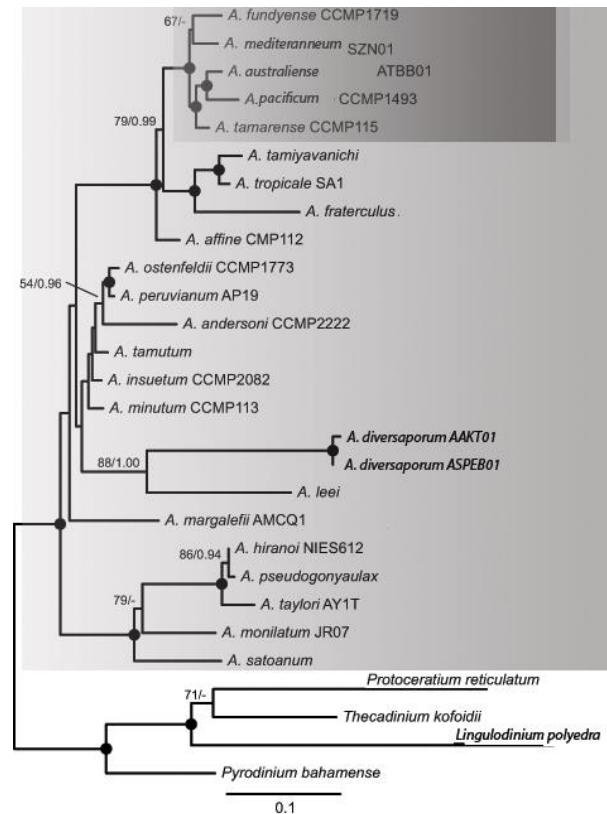 67/-
A. fundyense CCMP1719
A. mediteranneum SZN01
A. australiense ATBB01
A.pacificum CCMP1493
A. tamarense CCMP115
79/0.99
A. tamiyavanichi
A. tropicale SA1
A. fraterculus.
A. affine CMP112
54/0.96
A. ostenfeldii CCMP1773
A. peruvianum AP19
A. andersoni CCMP2222
A. tamutum
A. insuetum CCMP2082
A. minutum CCMP113
A. diversaporum AAKT01
88/1.00
A. diversaporum ASPEB01
A. leei
A. margalefii AMCQ1
86/0.94
A. hiranoi NIES612
A. pseudogonyaulax
79/-
A. taylori AY1T
A. monilatum JR07
A. satoanum
Protoceratium reticulatum
71/-
Thecadinium kofoidii
Lingulodinium polyedra
Pyrodinium bahamense
0.1